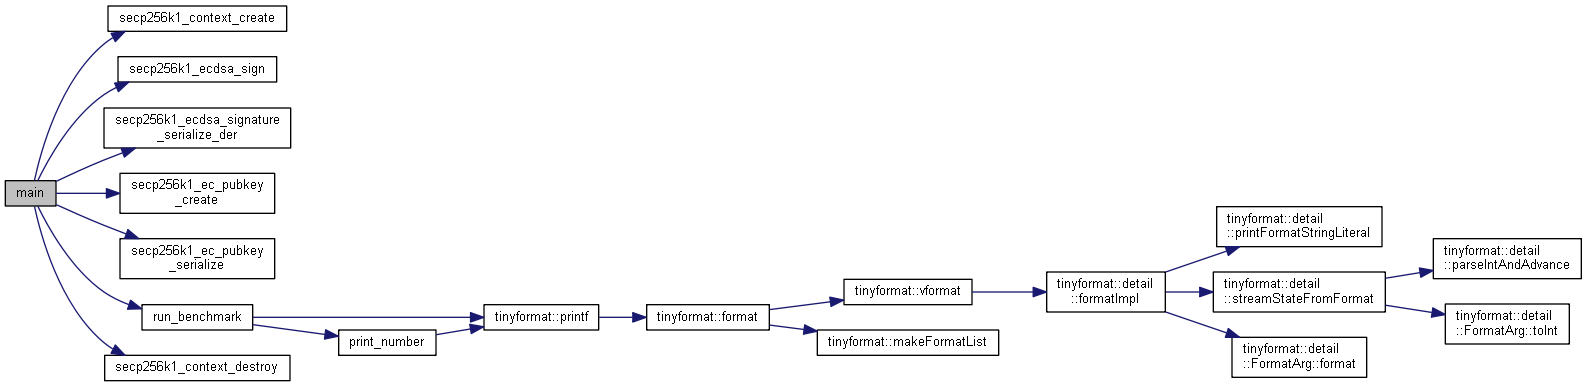 main
secp256k1_context_create
secp256k1_ecdsa_sign
secp256k1_ecdsa_signature
_serialize_der
secp256k1_ec_pubkey
_create
secp256k1_ec_pubkey
_serialize
run_benchmark
secp256k1_context_destroy
print_number
tinyformat::printf
tinyformat::format
tinyformat::vformat
tinyformat::makeFormatList
tinyformat::detail
::formatImpl
tinyformat::detail
::printFormatStringLiteral
tinyformat::detail
::streamStateFromFormat
tinyformat::detail
::FormatArg::format
tinyformat::detail
::parseIntAndAdvance
tinyformat::detail
::FormatArg::toInt